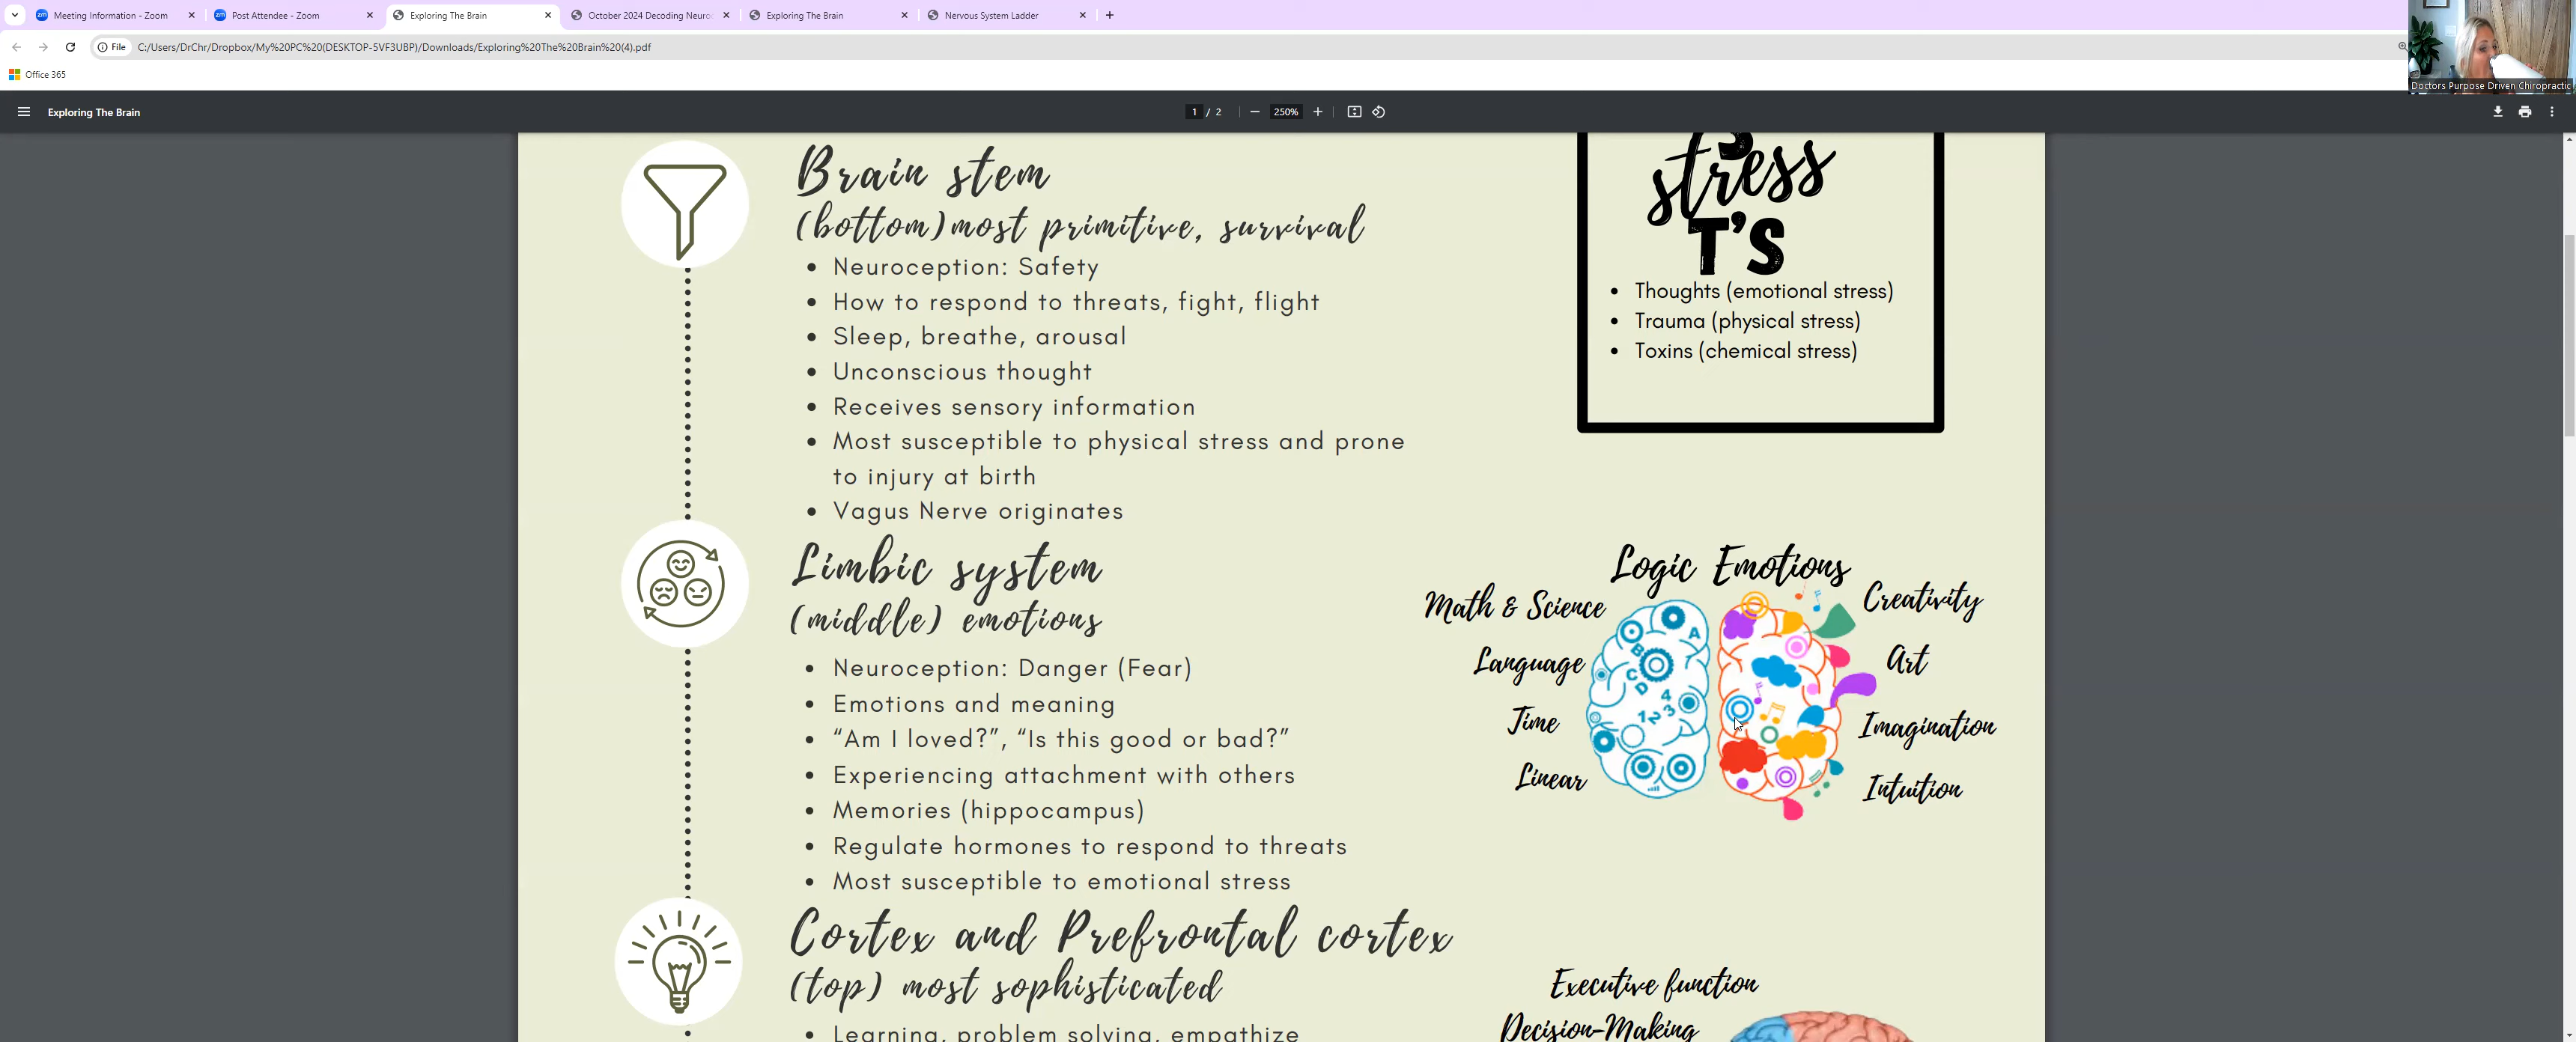 Meeting Information - Zoom
Post Attendee - Zoom
Exploring The Brain
October 2024 Decoding Neuro
Exploring The Brain
Nervous System Ladder
File
C:/Users/DrChr/Dropbox/My%20PC%20(DESKTOP-5VF3UBP)/Downloads/Exploring%20The%20Brain%20(4).pdf
Office 365
Doctors Purpose Driven Chiropractic
Exploring The Brain
1 / 2
250%
Brain stem
(bottom)most primitive, survival
• Neuroception: Safety
• How to respond to threats, fight, flight
• Sleep, breathe, arousal
• Unconscious thought
• Receives sensory information
• Most susceptible to physical stress and prone
to injury at birth
• Vagus Nerve originates
stress
T'S
• Thoughts (emotional stress)
• Trauma (physical stress)
• Toxins (chemical stress)
Limbic system
(middle) emotions
• Neuroception: Danger (Fear)
• Emotions and meaning
• “Am I loved?”, “Is this good or bad?”
• Experiencing attachment with others
• Memories (hippocampus)
• Regulate hormones to respond to threats
• Most susceptible to emotional stress
Logic Emotions
Math & Science
Language
Time
Linear
A
B
C
D
4
3
1 2
Creativity
Art
Imagination
Intuition
Cortex and Prefrontal cortex
(top) most sophisticated
• Learning, problem solving, empathize
Executive function
Decision-Making